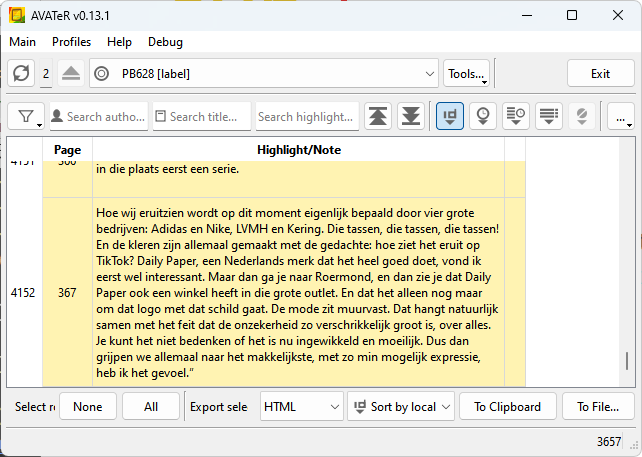 AVATeR v0.13.1
Main Profiles Help Debug
2 PB628 [label] Tools... Exit
Search autho... Search title... Search highlight... ...
Page Highlight/Note
in die plaats eerst een serie.
Hoe wij eruitzien wordt op dit moment eigenlijk bepaald door vier grote
bedrijven: Adidas en Nike, LVMH en Kering. Die tassen, die tassen, die tassen!
En de kleren zijn allemaal gemaakt met de gedachte: hoe ziet het eruit op
TikTok? Daily Paper, een Nederlands merk dat het heel goed doet, vond ik
eerst wel interessant. Maar dan ga je naar Roermond, en dan zie je dat Daily
4152 367 Paper ook een winkel heeft in die grote outlet. En dat het alleen nog maar
om dat logo met dat schild gaat. De mode zit muurvast. Dat hangt natuurlijk
samen met het feit dat de onzekerheid zo verschrikkelijk groot is, over alles.
Je kunt het niet bedenken of het is nu ingewikkeld en moeilijk. Dus dan
grijpen we allemaal naar het makkelijkste, met zo min mogelijk expressie,
heb ik het gevoel.”
Select r None All Export sele HTML Sort by local To Clipboard To File...
3657